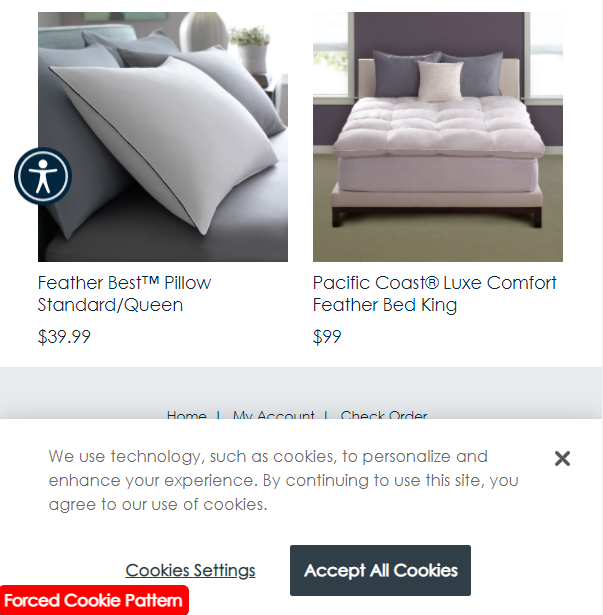 Feather Best™ Pillow
Standard/Queen
$39.99
Pacific Coast® Luxe Comfort
Feather Bed King
$99
Home | My Account | Check Order
We use technology, such as cookies, to personalize and
enhance your experience. By continuing to use this site, you
agree to our use of cookies.
Cookies Settings
Accept All Cookies
Forced Cookie Pattern